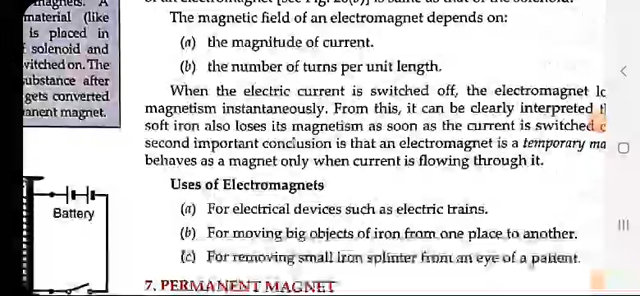 magnets. A
material (like
is placed in
solenoid and
witched on. The
ubstance after
gets converted
anent magnet.
Battery
The magnetic field of an electromagnet depends on:
(a) the magnitude of current.
(b) the number of turns per unit length.
When the electric current is switched off, the electromagnet lo
magnetism instantaneously. From this, it can be clearly interpreted
soft iron also loses its magnetism as soon as the current is switched
second important conclusion is that an electromagnet is a temporary ma
behaves as a magnet only when current is flowing through it.
Uses of Electromagnets
(a) For electrical devices such as electric trains.
(b) For moving big objects of iron from one place to another.
(c) For removing small iron splinter from an eye of a patient.
7. PERMANENT MAGNET